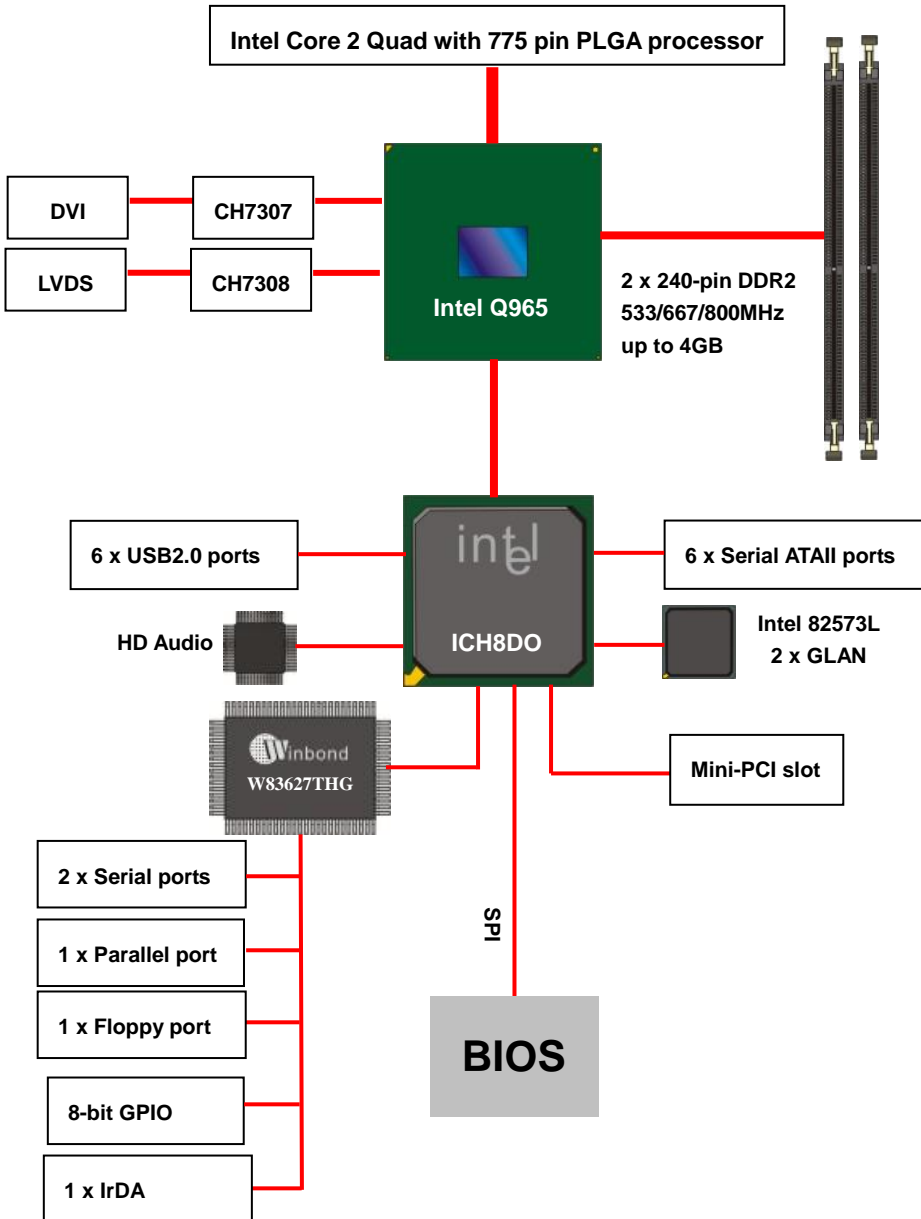 Intel Core 2 Quad with 775 pin PLGA processor
DVI
CH7307
LVDS
CH7308
Intel Q965
2 x 240-pin DDR2
533/667/800MHz
up to 4GB
6 x USB2.0 ports
intel
6 x Serial ATAII ports
HD Audio
ICH8DO
Intel 82573L
2 x GLAN
Winbond
W83627THG
Mini-PCI slot
2 x Serial ports
SPI
1 x Parallel port
1 x Floppy port
BIOS
8-bit GPIO
1 x IrDA